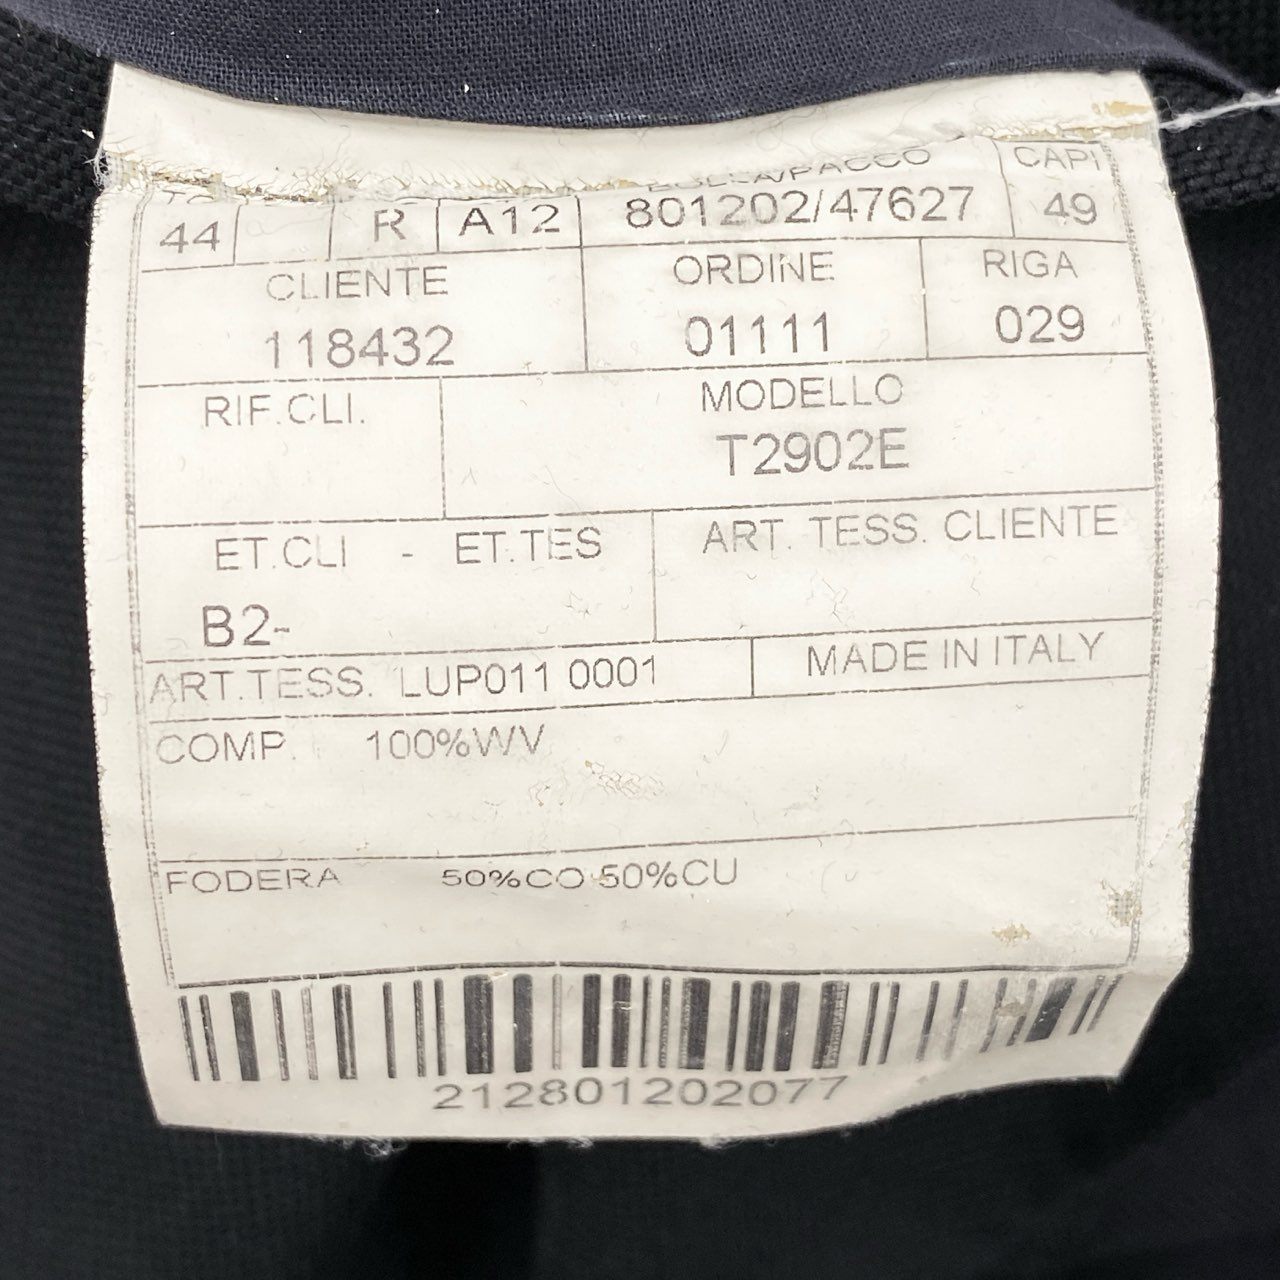 CAPI
44 R A12 801202/47627 49
CLIENTE ORDINE RIGA
118432 01111 029
RIF.CLI. MODELLO
T2902E
ET.CLI - ET.TES ART. TESS. CLIENTE
B2-
ART.TESS. LUP011 0001 MADE IN ITALY
COMP. 100%WV
FODERA 50%CO 50%CU
212801202077